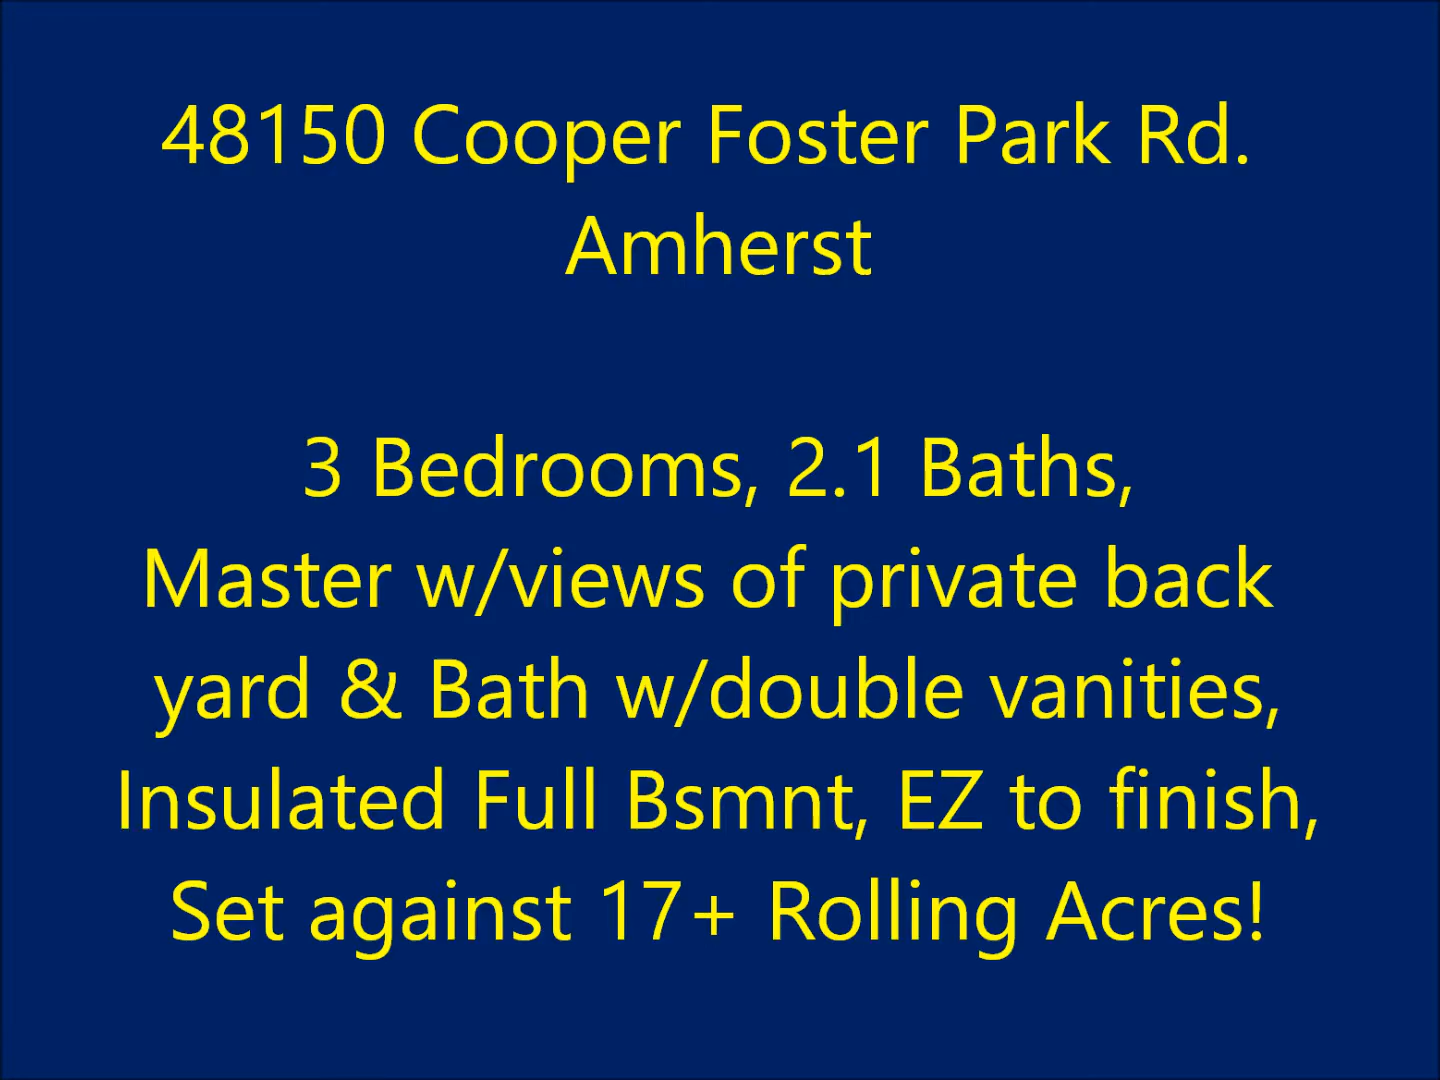 48150 Cooper Foster Park Rd.
Amherst
3 Bedrooms, 2.1 Baths,
Master w/views of private back
yard & Bath w/double vanities,
Insulated Full Bsmnt, EZ to finish,
Set against 17+ Rolling Acres!